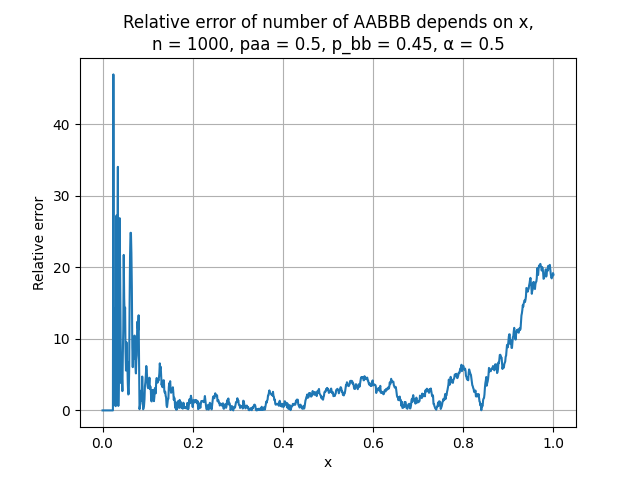 Relative error of number of AABBB depends on x,
n = 1000, paa = 0.5, p_bb = 0.45, α = 0.5
Relative error
40
30
20
10
0
0.0 0.2 0.4 0.6 0.8 1.0
x